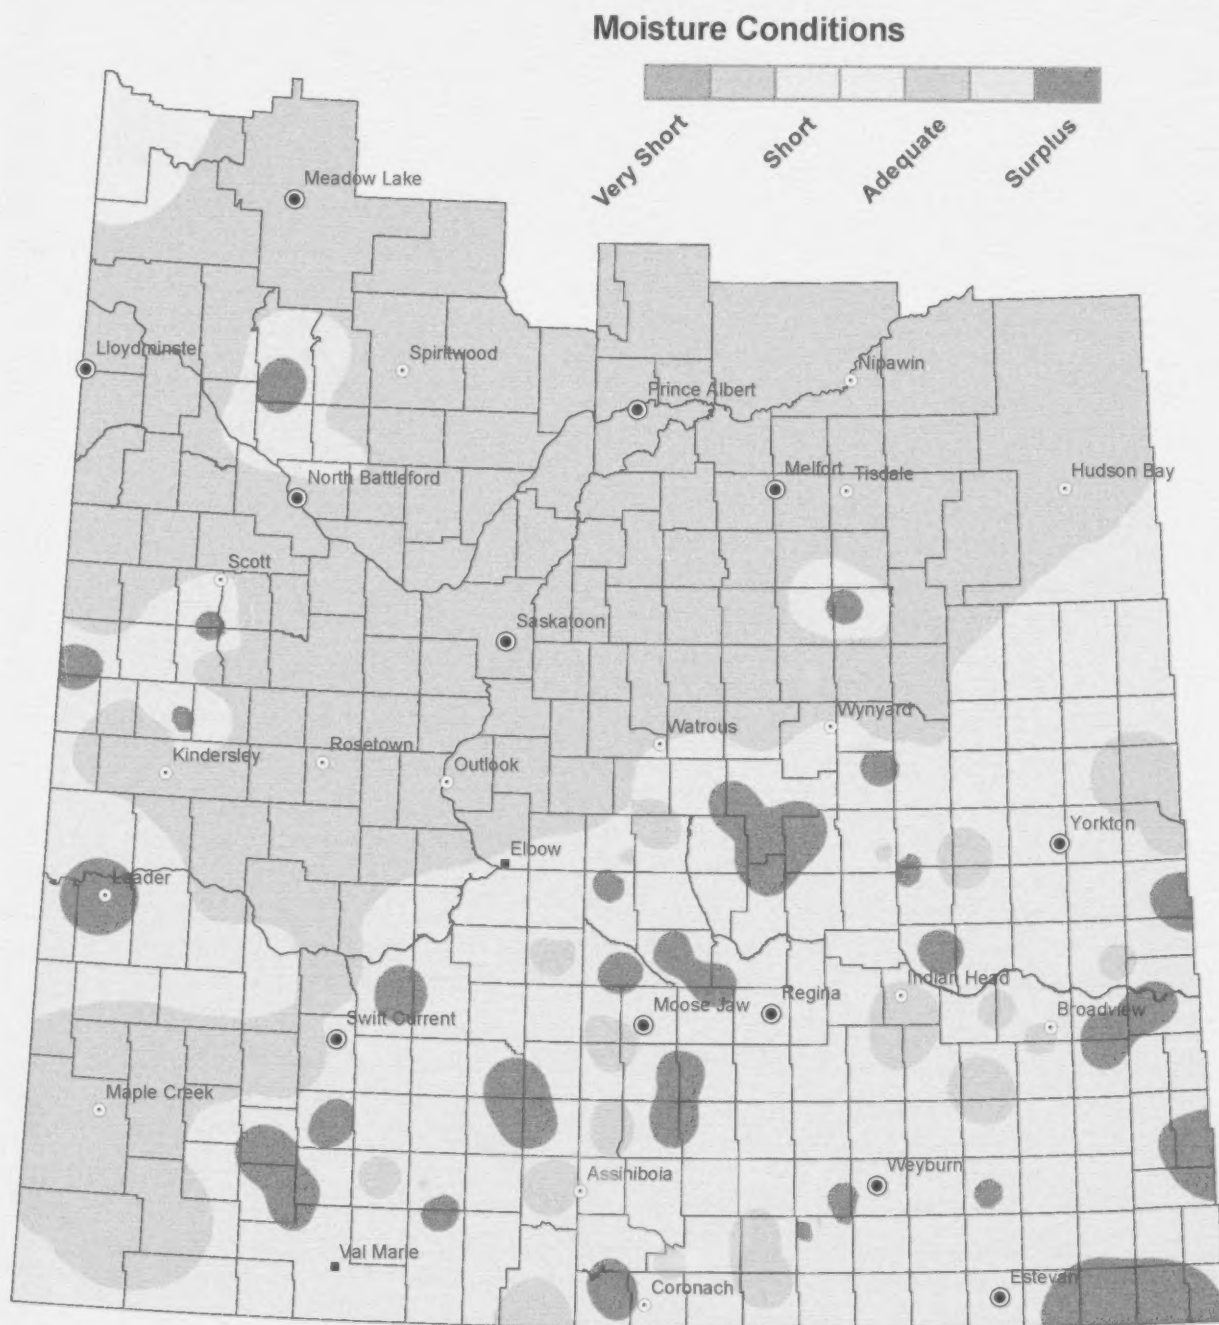 Moisture Conditions
Very Short
Short
Adequate
Surplus
Meadow Lake
Lloydminster
Spiritwood
Nipawin
Prince Albert
North Battleford
Melfort
Tisdale
Hudson Bay
Scott
Saskatoon
Watrous
Wynyard
Kindersley
Rosetown
Outlook
Elbow
Yorkton
Leader
Indian Head
Swift Current
Moose Jaw
Regina
Broadview
Maple Creek
Assiniboia
Weyburn
Val Marie
Coronach
Estevan